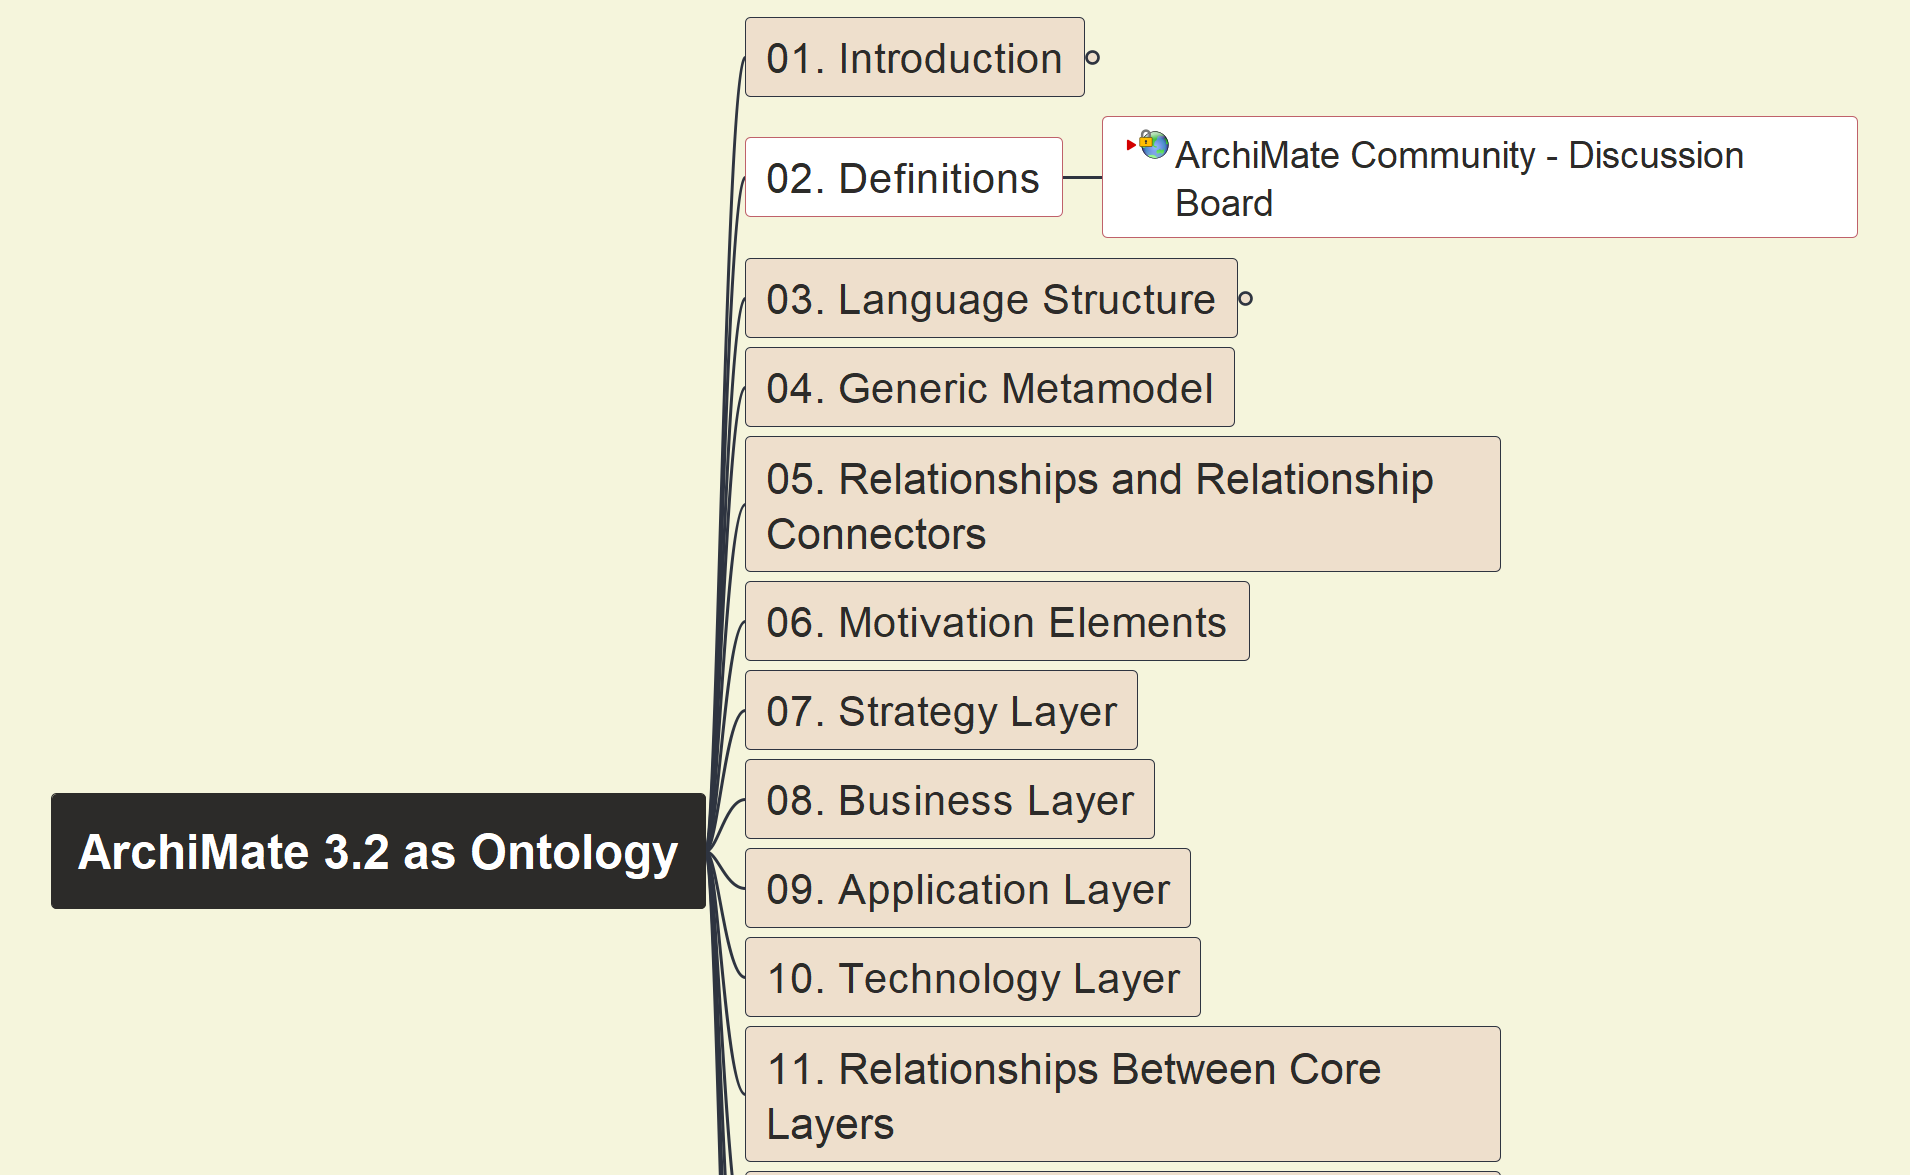 01. Introduction
02. Definitions
ArchiMate Community - Discussion
Board
03. Language Structure
04. Generic Metamodel
05. Relationships and Relationship
Connectors
06. Motivation Elements
07. Strategy Layer
08. Business Layer
ArchiMate 3.2 as Ontology
09. Application Layer
10. Technology Layer
11. Relationships Between Core
Layers